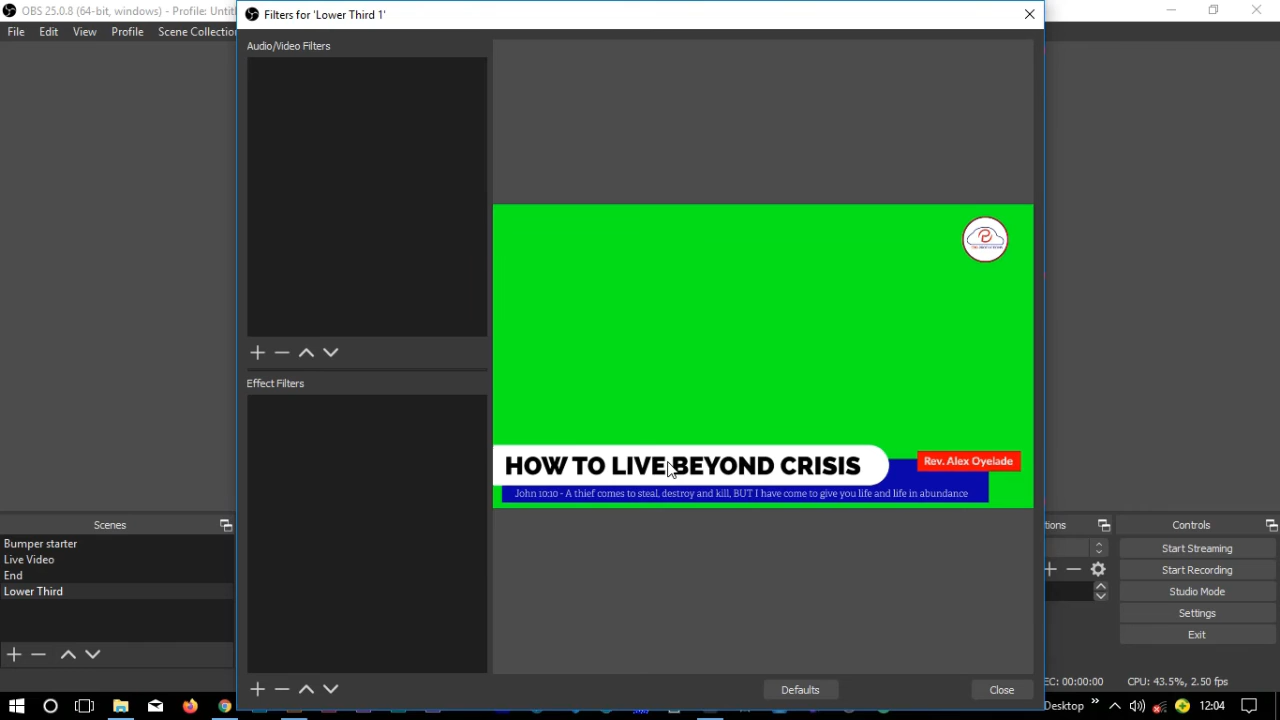 OBS 25.0.8 (64-bit, windows) - Profile: Untit
Filters for 'Lower Third 1'
File Edit View Profile Scene Collection
Audio/Video Filters
HOW TO LIVE BEYOND CRISIS
Rev. Alex Oyelade
John 10:10 - A thief comes to steal, destroy and kill, BUT I have come to give you life and life in abundance
Effect Filters
Scenes
Bumper starter
Live Video
End
Lower Third
Controls
Start Streaming
Start Recording
Studio Mode
Settings
Exit
Defaults
Close
EC: 00:00:00 CPU: 43.5%, 2.50 fps
Desktop
12:04